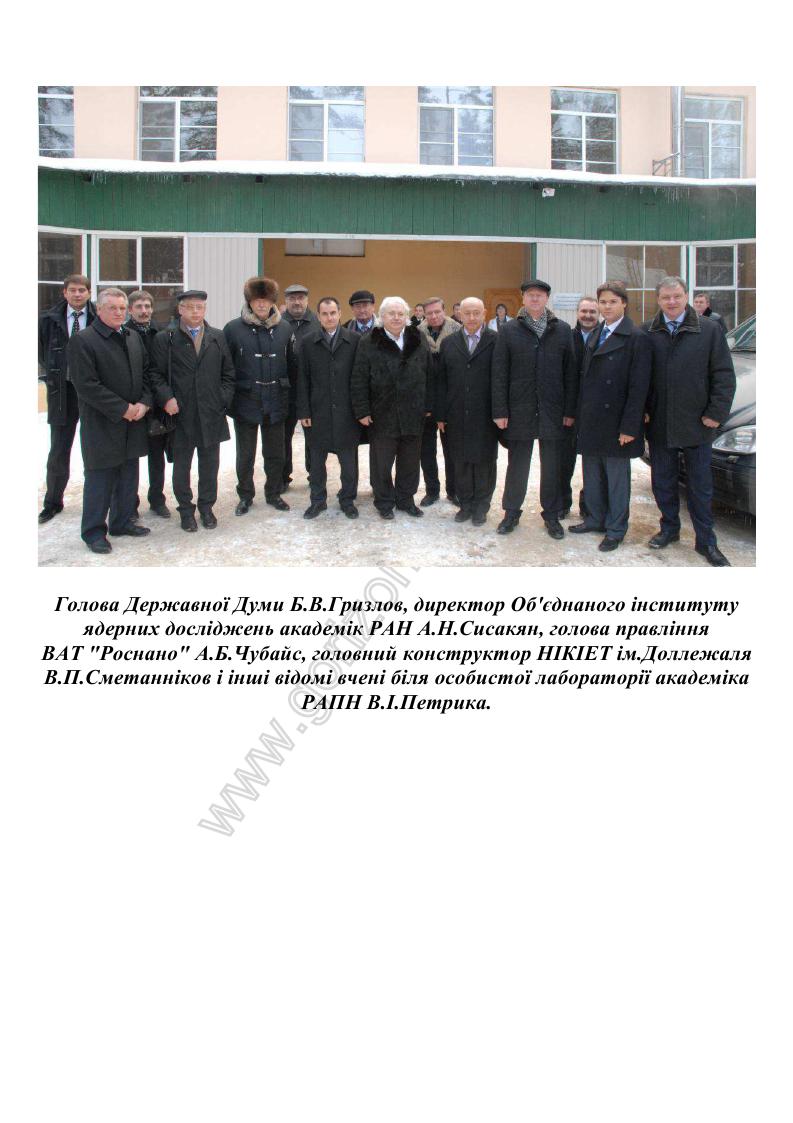 Голова Державної Думи Б.В.Гризлов, директор Об'єднаного інституту
ядерних досліджень академік РАН А.Н.Сисакян, голова правління
ВАТ "Роснано" А.Б.Чубайс, головний конструктор НІКІЕТ ім.Доллежаля
В.П.Сметанніков і інші відомі вчені біля особистої лабораторії академіка
РАПН В.І.Петрика.